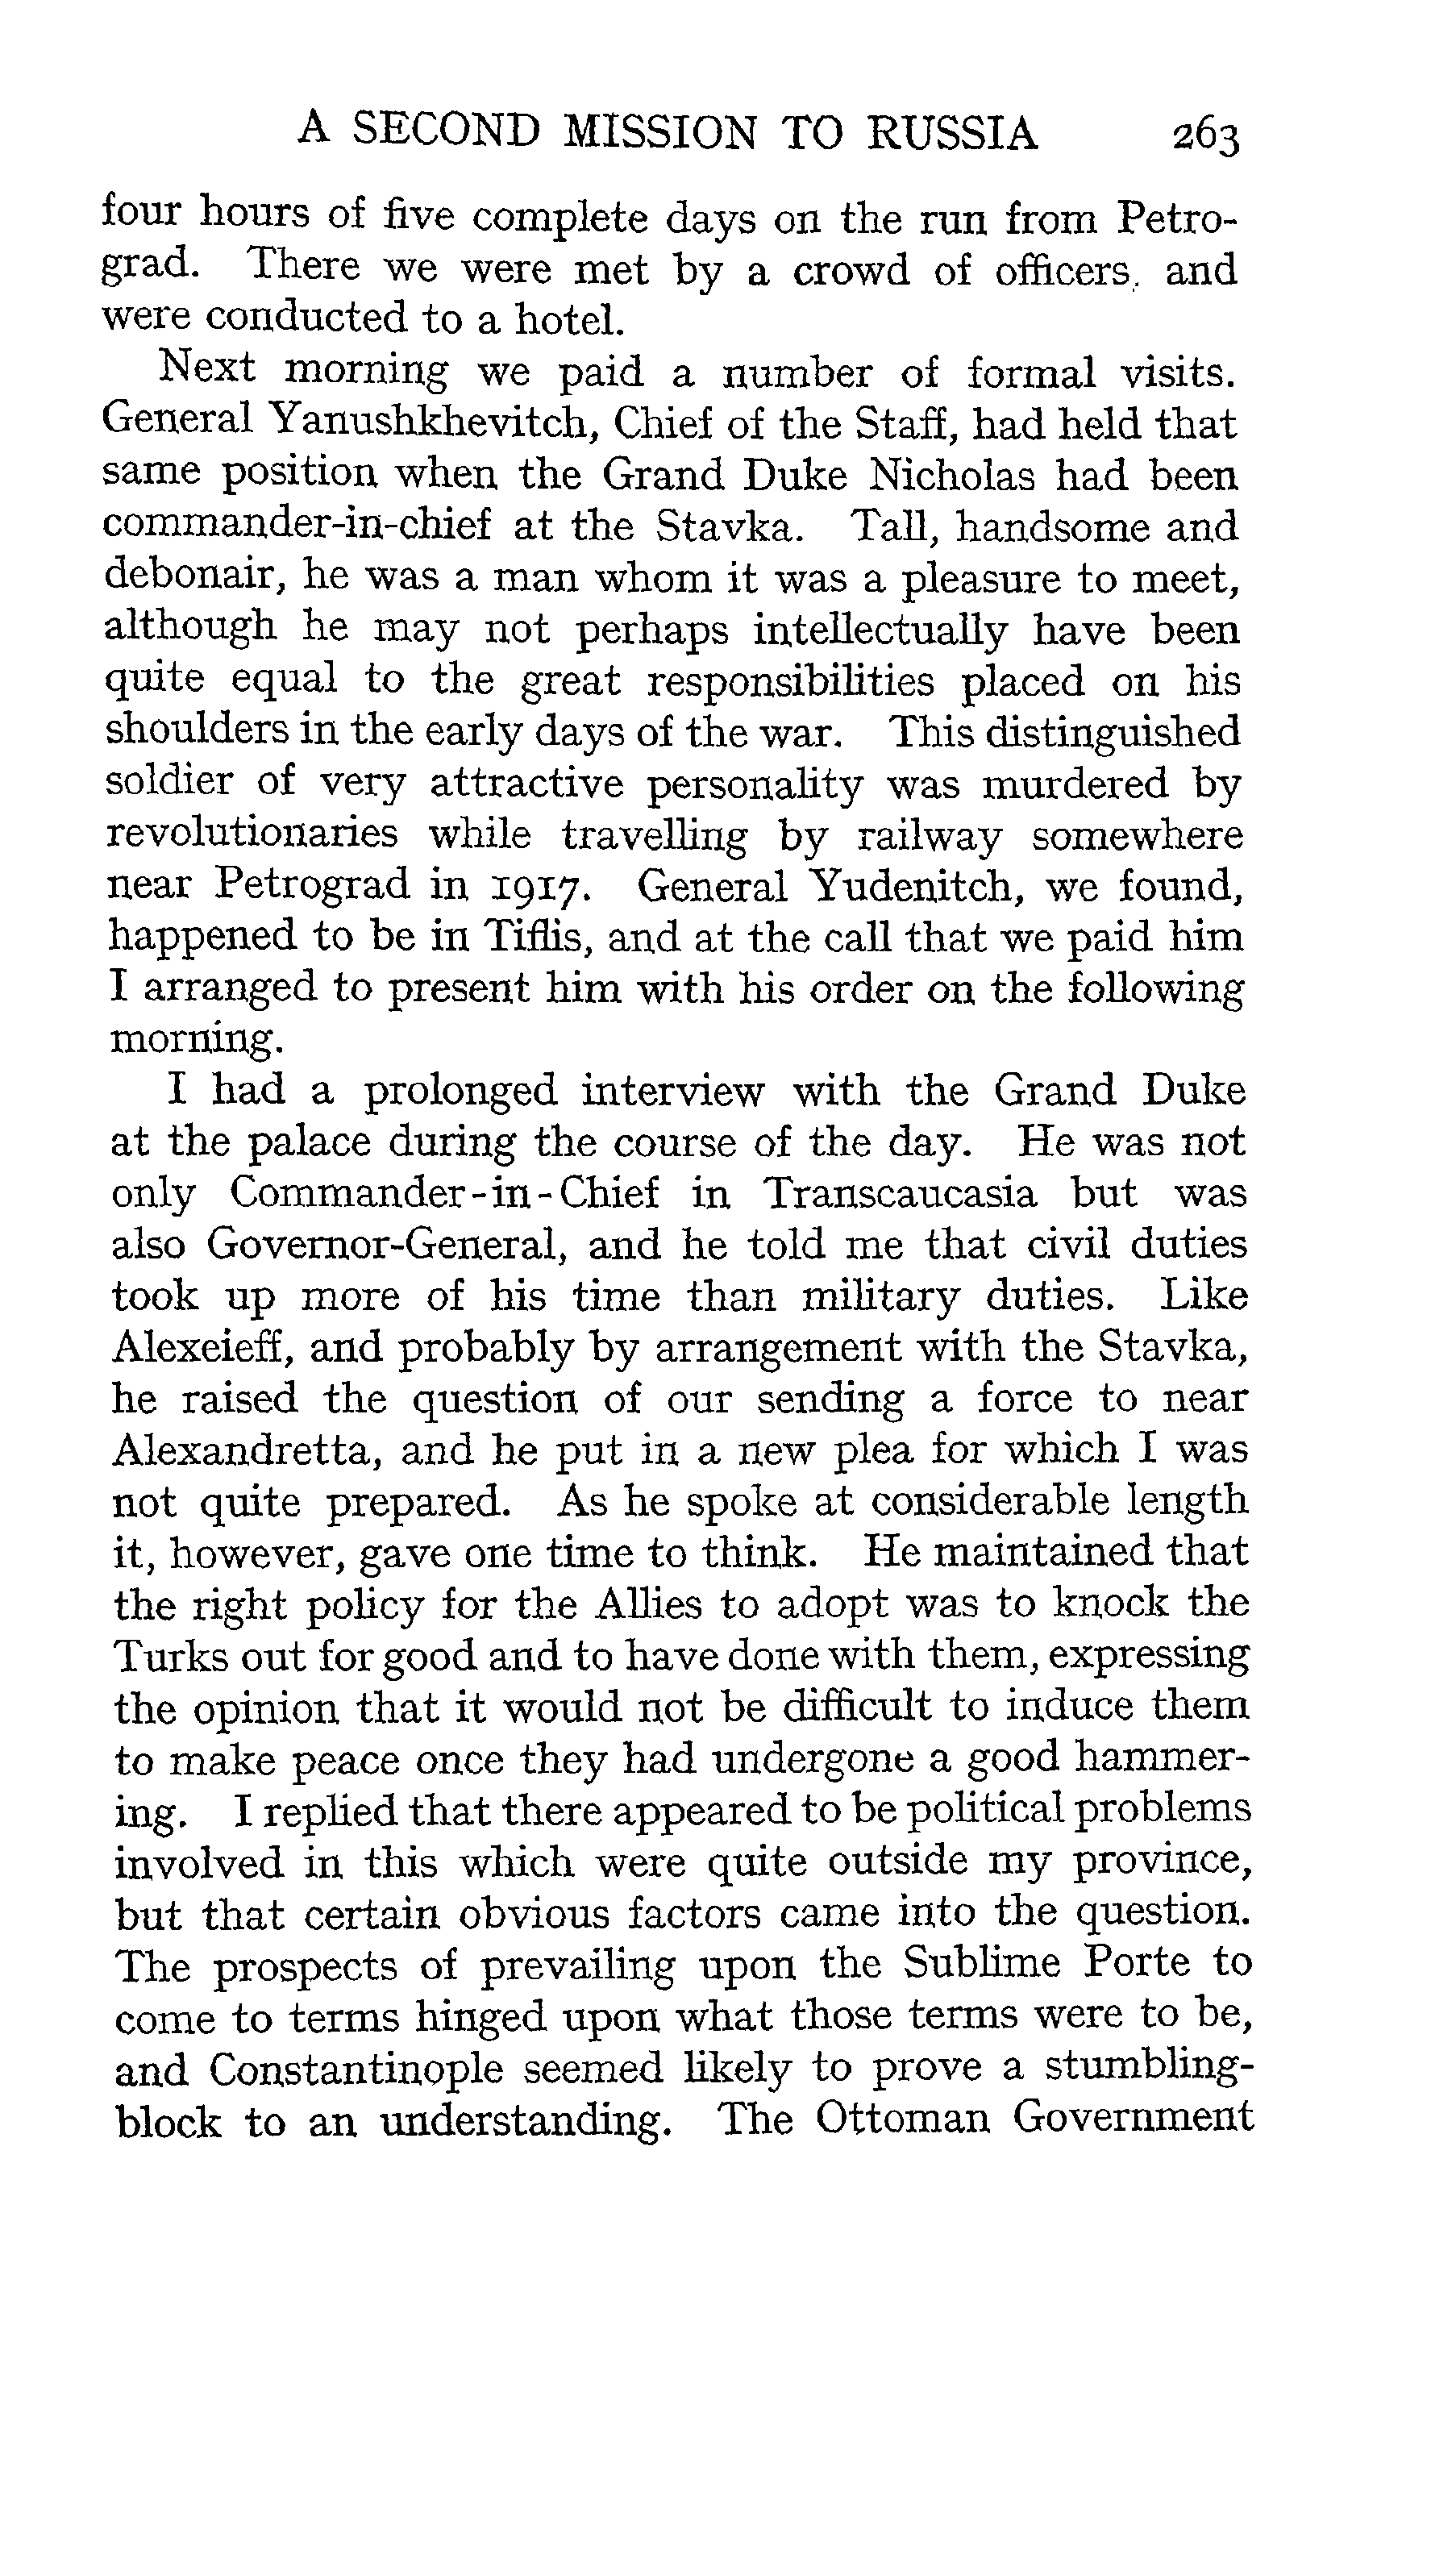 A SECOND MISSION TO RUSSIA 263
four hours of five complete days on the run from Petro-
grad. There we were met by a crowd of officers, and
were conducted to a hotel.
Next morning we paid a number of formal visits.
General Yanushkhevitch, Chief of the Staff, had held that
same position when the Grand Duke Nicholas had been
commander-in-chief at the Stavka. Tall, handsome and
debonair, he was a man whom it was a pleasure to meet,
although he may not perhaps intellectually have been
quite equal to the great responsibilities placed on his
shoulders in the early days of the war. This distinguished
soldier of very attractive personality was murdered by
revolutionaries while travelling by railway somewhere
near Petrograd in 1917. General Yudenitch, we found,
happened to be in Tiflis, and at the call that we paid him
I arranged to present him with his order on the following
morning.
I had a prolonged interview with the Grand Duke
at the palace during the course of the day. He was not
only Commander-in-Chief in Transcaucasia but was
also Governor-General, and he told me that civil duties
took up more of his time than military duties. Like
Alexeieff, and probably by arrangement with the Stavka,
he raised the question of our sending a force to near
Alexandretta, and he put in a new plea for which I was
not quite prepared. As he spoke at considerable length
it, however, gave one time to think. He maintained that
the right policy for the Allies to adopt was to knock the
Turks out for good and to have done with them, expressing
the opinion that it would not be difficult to induce them
to make peace once they had undergone a good hammer-
ing. I replied that there appeared to be political problems
involved in this which were quite outside my province,
but that certain obvious factors came into the question.
The prospects of prevailing upon the Sublime Porte to
come to terms hinged upon what those terms were to be,
and Constantinople seemed likely to prove a stumbling-
block to an understanding. The Ottoman Government